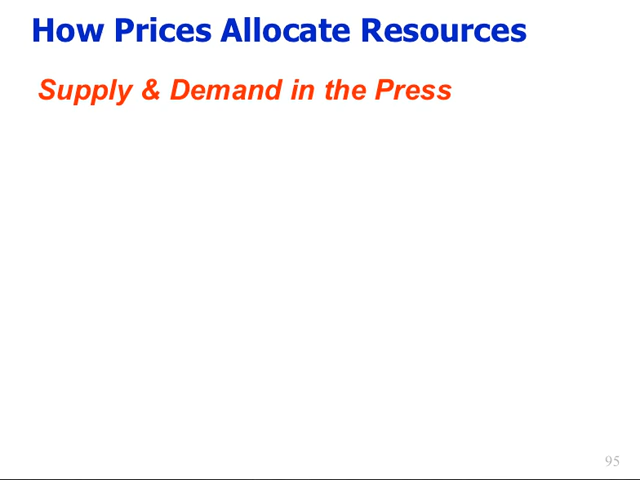 How Prices Allocate Resources
Supply & Demand in the Press
95